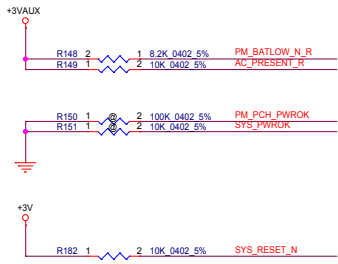 +3VAUX
R148 2 1 8.2K_0402_5% PM_BATLOW_N_R
R149 1 2 10K_0402_5% AC_PRESENT_R
R150 1 @ 2 100K_0402_5% PM_PCH_PWROK
R151 1 @ 2 10K_0402_5% SYS_PWROK
+3V
R182 1 2 10K_0402_5% SYS_RESET_N